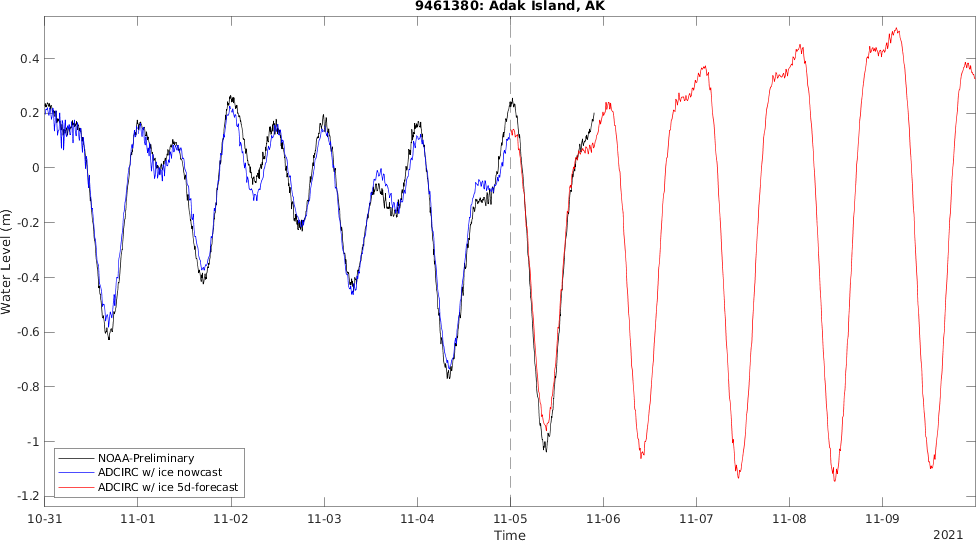 9461380: Adak Island, AK
0.4
0.2
0
-0.2
-0.4
-0.6
-0.8
-1
-1.2
Water Level (m)
NOAA-Preliminary
ADCIRC w/ ice nowcast
ADCIRC w/ ice 5d-forecast
10-31 11-01 11-02 11-03 11-04 11-05 11-06 11-07 11-08 11-09
Time
2021